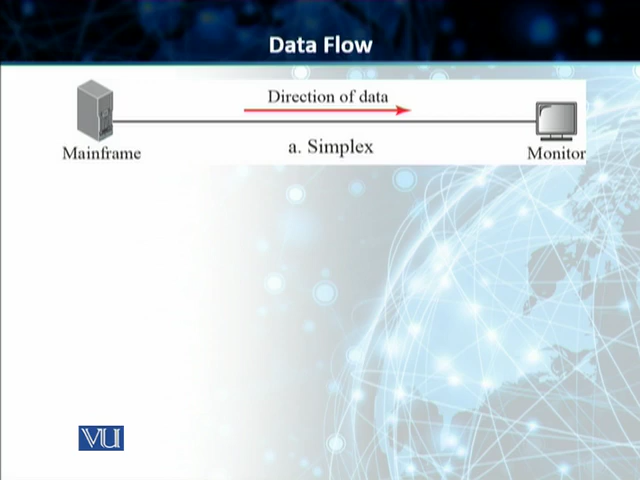 Data Flow
Direction of data
Mainframe
a. Simplex
Monitor
VU